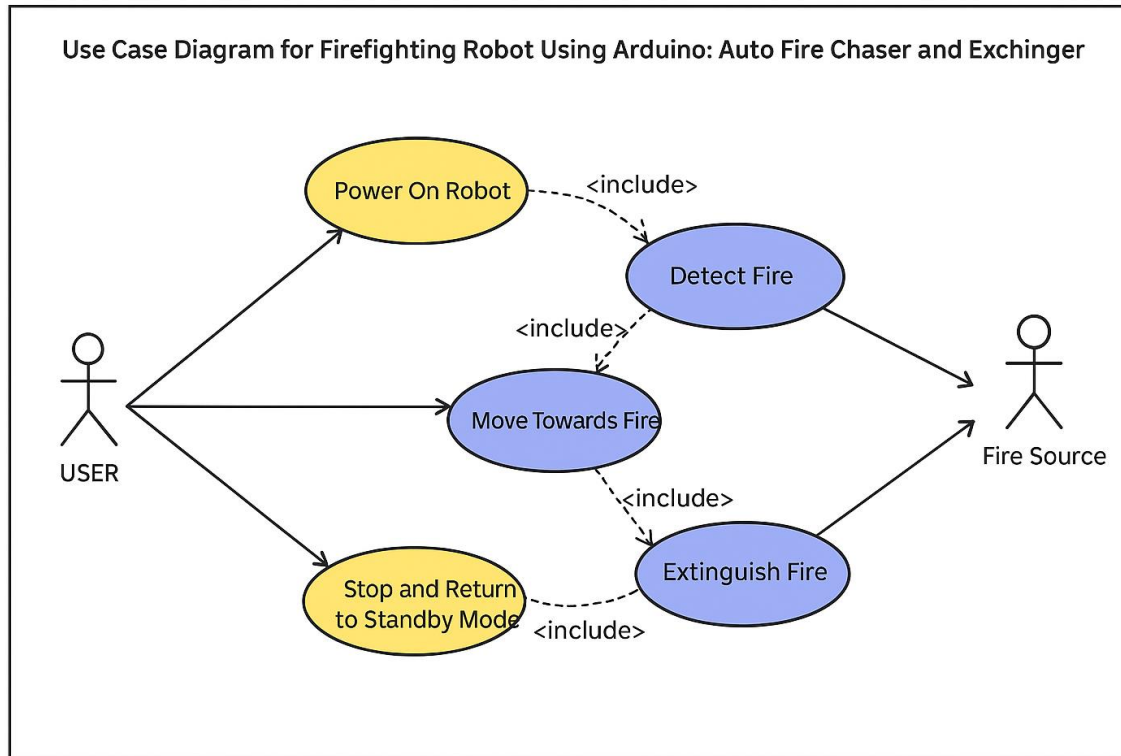 Use Case Diagram for Firefighting Robot Using Arduino: Auto Fire Chaser and Exchinger
Power On Robot
<include>
Detect Fire
<include>
Move Towards Fire
USER
Fire Source
<include>
Extinguish Fire
Stop and Return
to Standby Mode
<include>